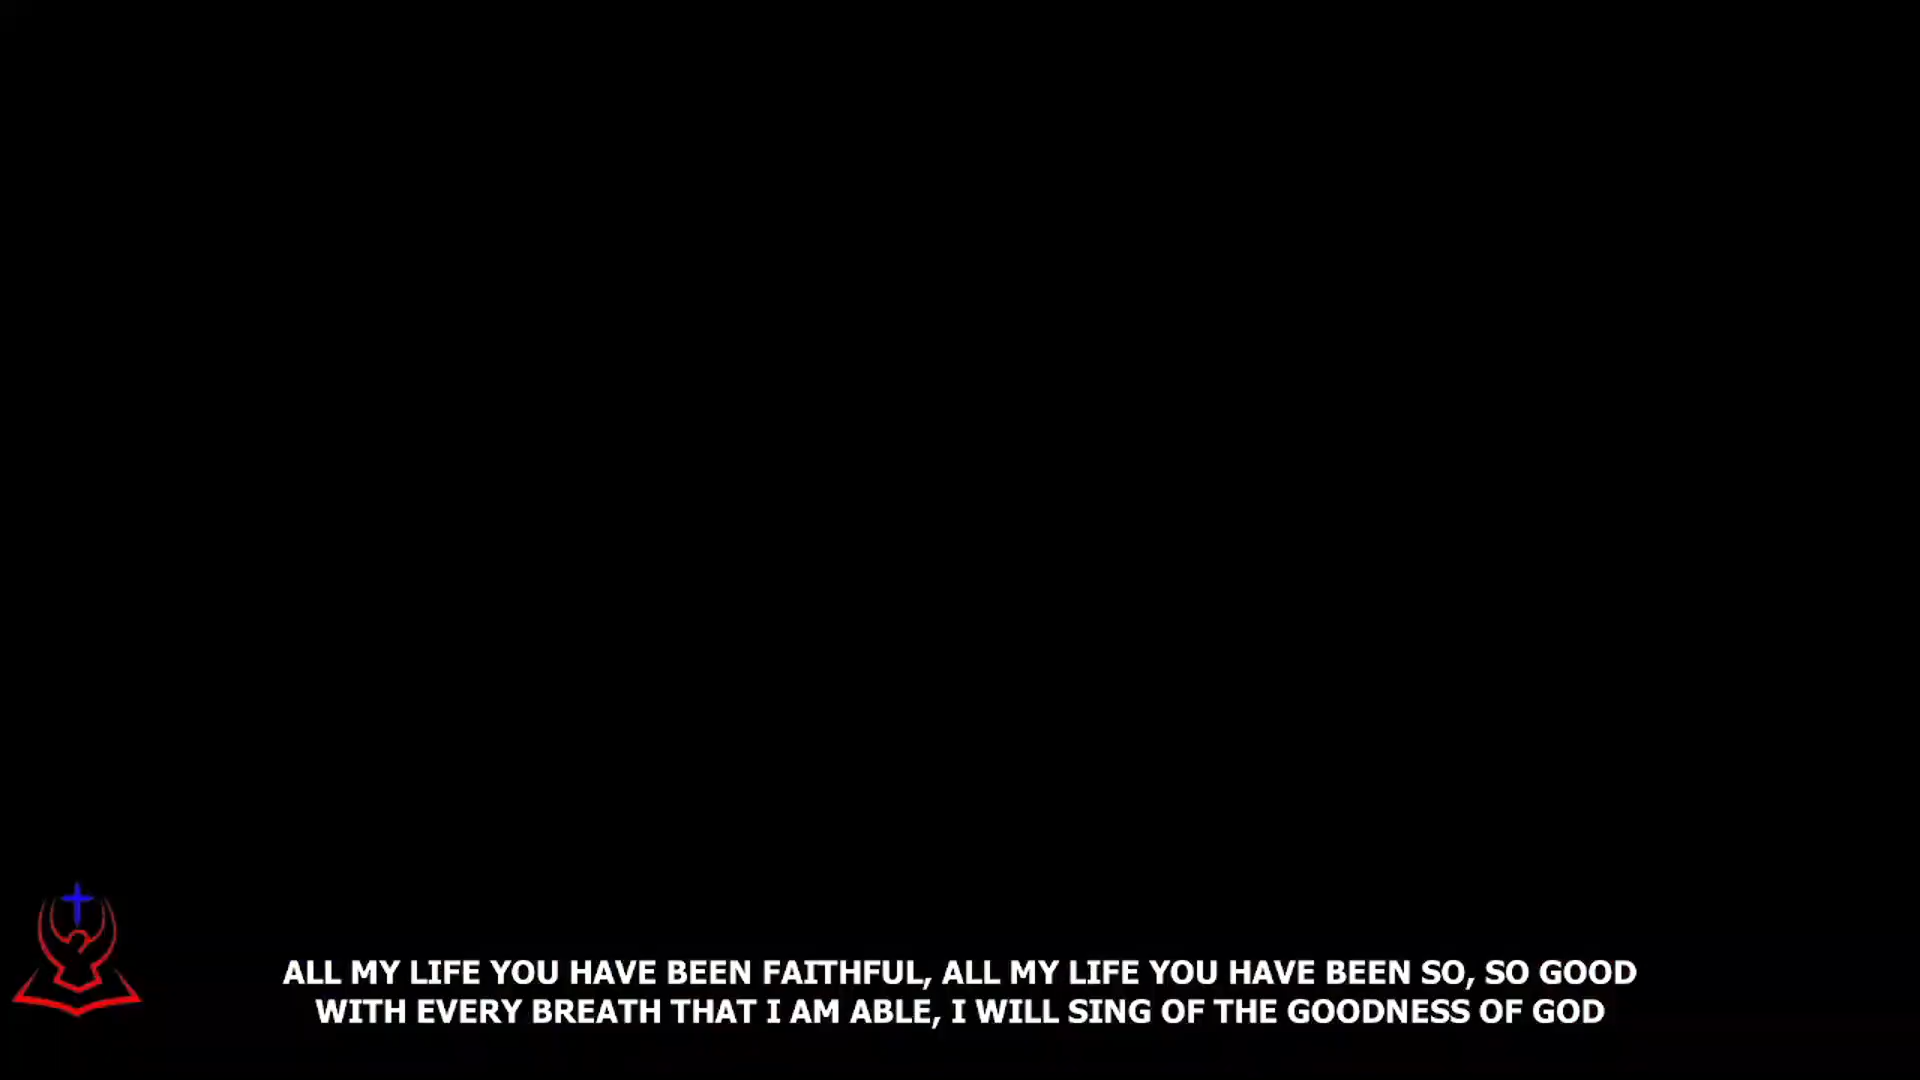 ALL MY LIFE YOU HAVE BEEN FAITHFUL, ALL MY LIFE YOU HAVE BEEN SO, SO GOOD
WITH EVERY BREATH THAT I AM ABLE, I WILL SING OF THE GOODNESS OF GOD